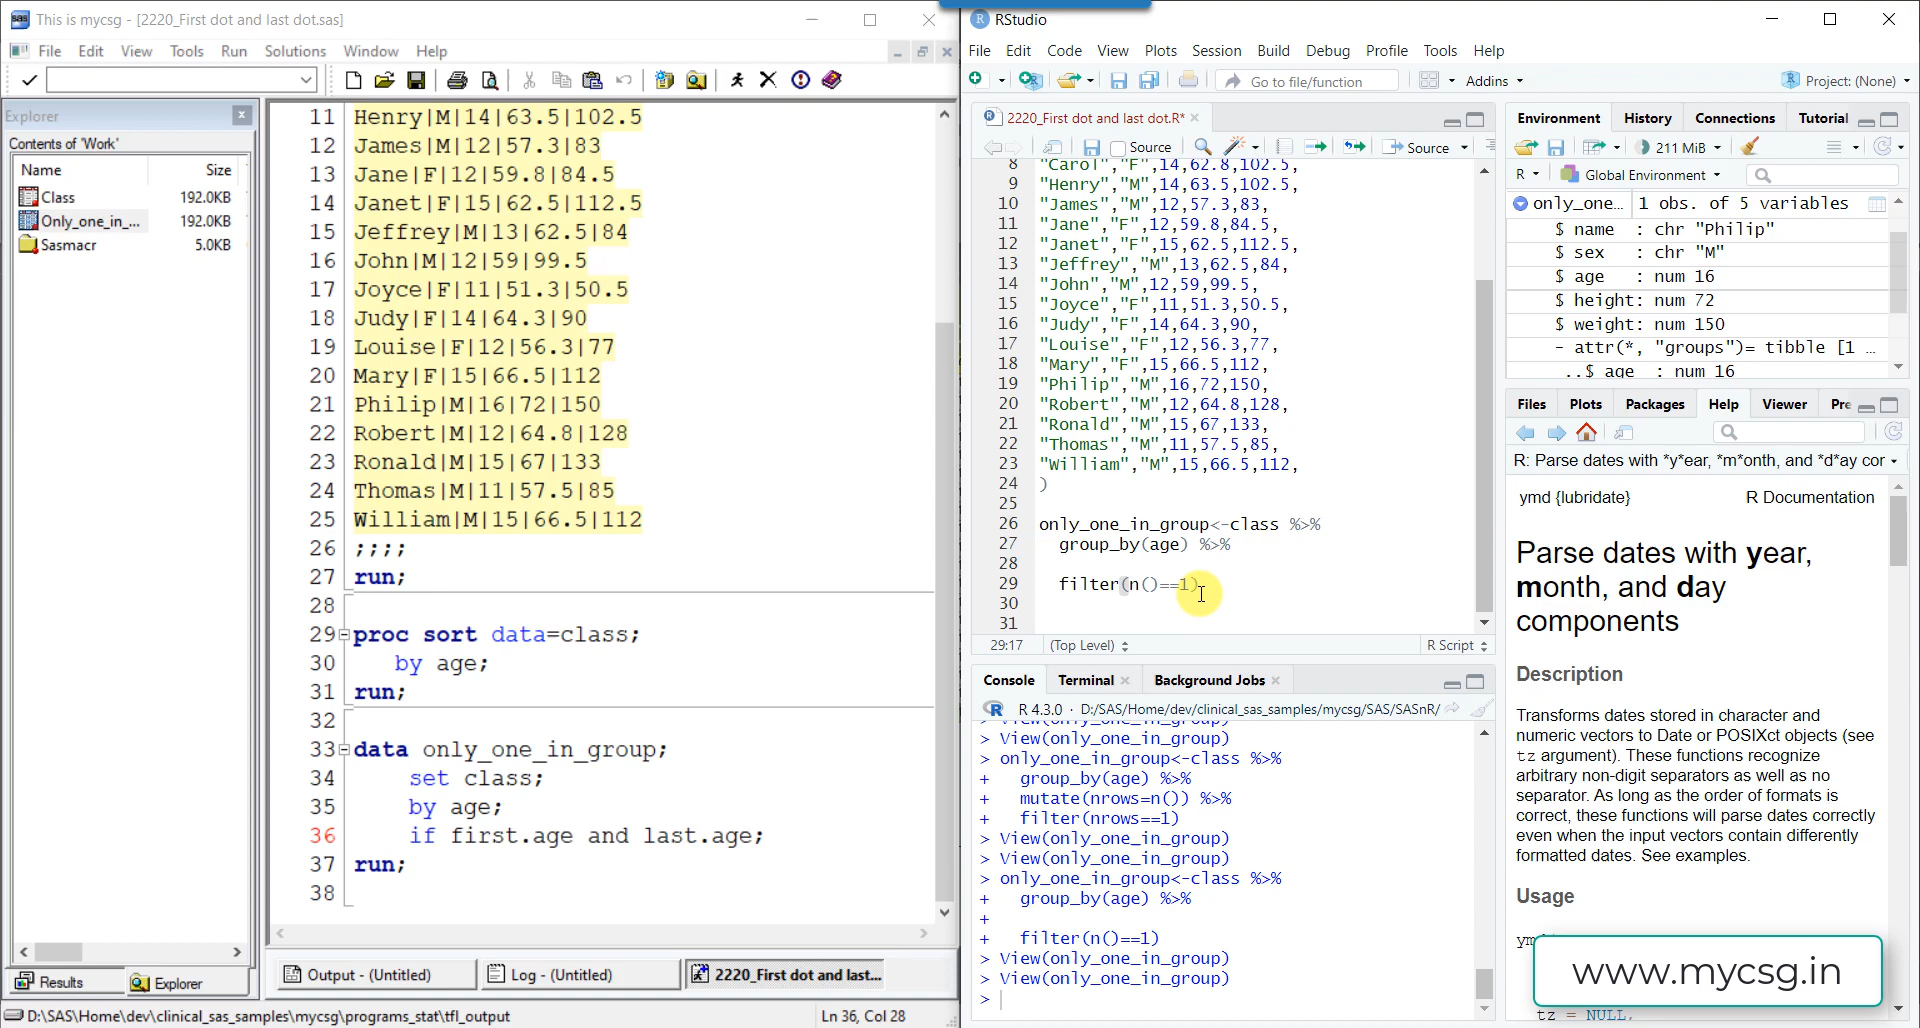 This is mycsg - [2220_First dot and last dot.sas]
File Edit View Tools Run Solutions Window Help
Explorer
Contents of 'Work'
Name Size
Class 192.0KB
Only_one_in_... 192.0KB
Sasmacr 5.0KB
11 Henry|M|14|63.5|102.5
12 James|M|12|57.3|83
13 Jane|F|12|59.8|84.5
14 Janet|F|15|62.5|112.5
15 Jeffrey|M|13|62.5|84
16 John|M|12|59|99.5
17 Joyce|F|11|51.3|50.5
18 Judy|F|14|64.3|90
19 Louise|F|12|56.3|77
20 Mary|F|15|66.5|112
21 Philip|M|16|72|150
22 Robert|M|12|64.8|128
23 Ronald|M|15|67|133
24 Thomas|M|11|57.5|85
25 William|M|15|66.5|112
26 ;;;;
27 run;
28
29 proc sort data=class;
30 by age;
31 run;
32
33 data only_one_in_group;
34 set class;
35 by age;
36 if first.age and last.age;
37 run;
38
Results Explorer
Output - (Untitled) Log - (Untitled) 2220_First dot and last...
D:\SAS\Home\dev\clinical_sas_samples\mycsg\programs_stat\tfl_output Ln 36, Col 28
RStudio
File Edit Code View Plots Session Build Debug Profile Tools Help
Go to file/function Addins Project: (None)
2220_First dot and last dot.R*
Source Source
8 "Carol","F",14,62.8,102.5,
9 "Henry","M",14,63.5,102.5,
10 "James","M",12,57.3,83,
11 "Jane","F",12,59.8,84.5,
12 "Janet","F",15,62.5,112.5,
13 "Jeffrey","M",13,62.5,84,
14 "John","M",12,59,99.5,
15 "Joyce","F",11,51.3,50.5,
16 "Judy","F",14,64.3,90,
17 "Louise","F",12,56.3,77,
18 "Mary","F",15,66.5,112,
19 "Philip","M",16,72,150,
20 "Robert","M",12,64.8,128,
21 "Ronald","M",15,67,133,
22 "Thomas","M",11,57.5,85,
23 "William","M",15,66.5,112,
24 )
25
26 only_one_in_group<-class %>%
27 group_by(age) %>%
28
29 filter(n()==1)
30
31
29:17 (Top Level) R Script
Console Terminal Background Jobs
R 4.3.0 · D:/SAS/Home/dev/clinical_sas_samples/mycsg/SAS/SASnR/
> View(only_one_in_group)
> View(only_one_in_group)
> only_one_in_group<-class %>%
+ group_by(age) %>%
+ mutate(nrows=n()) %>%
+ filter(nrows==1)
> View(only_one_in_group)
> View(only_one_in_group)
> only_one_in_group<-class %>%
+ group_by(age) %>%
+
+ filter(n()==1)
> View(only_one_in_group)
> View(only_one_in_group)
>
Environment History Connections Tutorial
211 MiB
R Global Environment
only_one... 1 obs. of 5 variables
$ name : chr "Philip"
$ sex : chr "M"
$ age : num 16
$ height: num 72
$ weight: num 150
- attr(*, "groups")= tibble [1 ...
..$ age : num 16
Files Plots Packages Help Viewer Pre
R: Parse dates with *y*ear, *m*onth, and *d*ay cor
ymd {lubridate} R Documentation
Parse dates with year,
month, and day
components
Description
Transforms dates stored in character and
numeric vectors to Date or POSIXct objects (see
tz argument). These functions recognize
arbitrary non-digit separators as well as no
separator. As long as the order of formats is
correct, these functions will parse dates correctly
even when the input vectors contain differently
formatted dates. See examples.
Usage
www.mycsg.in
tz = NULL,